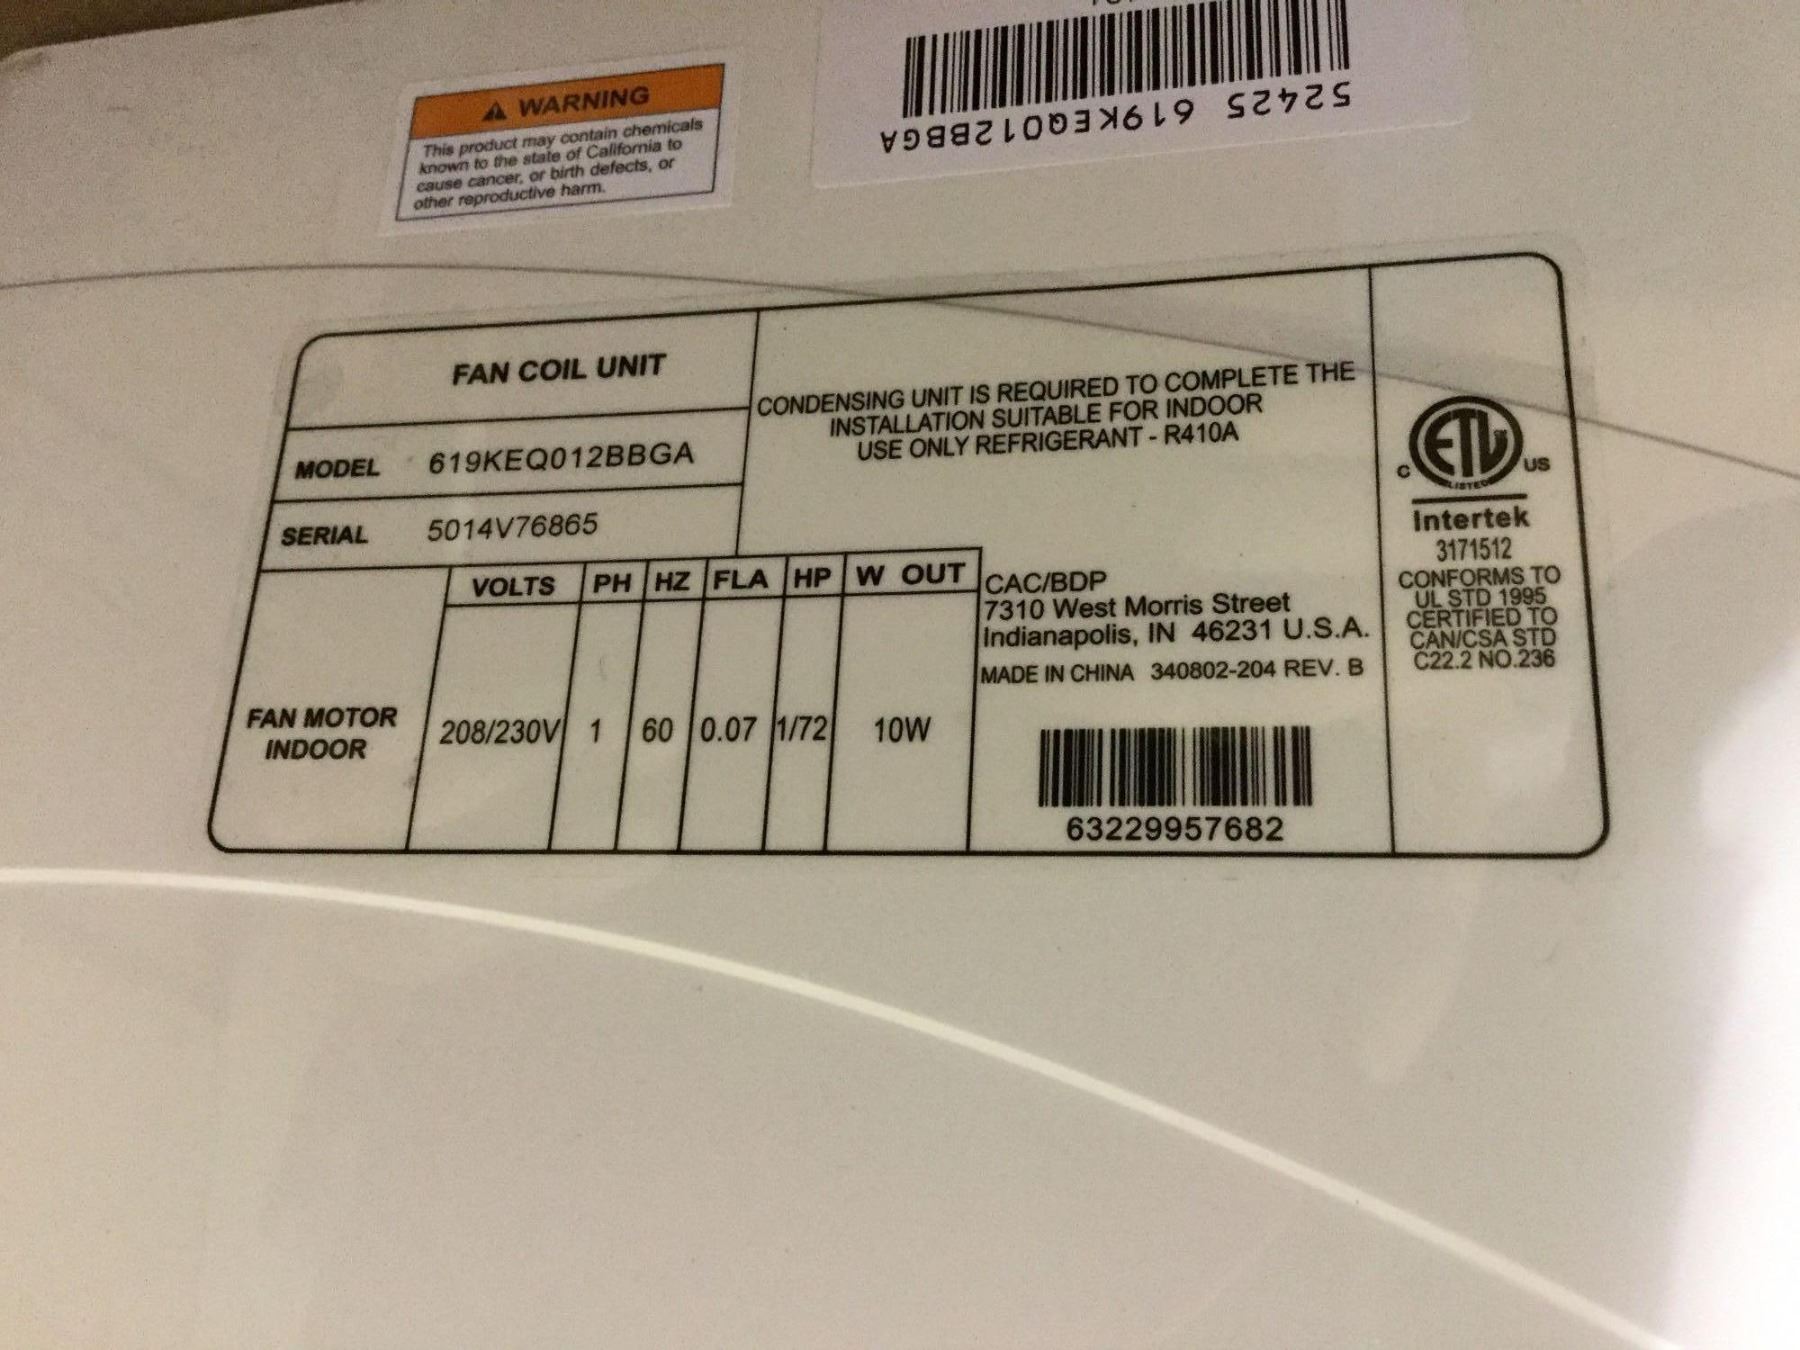 52425 619KEQ012BBGA
WARNING
This product may contain chemicals
known to the state of California to
cause cancer, or birth defects, or
other reproductive harm.
FAN COIL UNIT
MODEL 619KEQ012BBGA
SERIAL 5014V76865
CONDENSING UNIT IS REQUIRED TO COMPLETE THE
INSTALLATION SUITABLE FOR INDOOR
USE ONLY REFRIGERANT - R410A
VOLTS PH HZ FLA HP W OUT
FAN MOTOR
INDOOR
208/230V 1 60 0.07 1/72 10W
CAC/BDP
7310 West Morris Street
Indianapolis, IN 46231 U.S.A.
MADE IN CHINA 340802-204 REV. B
63229957682
C ETL US
LISTED
Intertek
3171512
CONFORMS TO
UL STD 1995
CERTIFIED TO
CAN/CSA STD
C22.2 NO.236